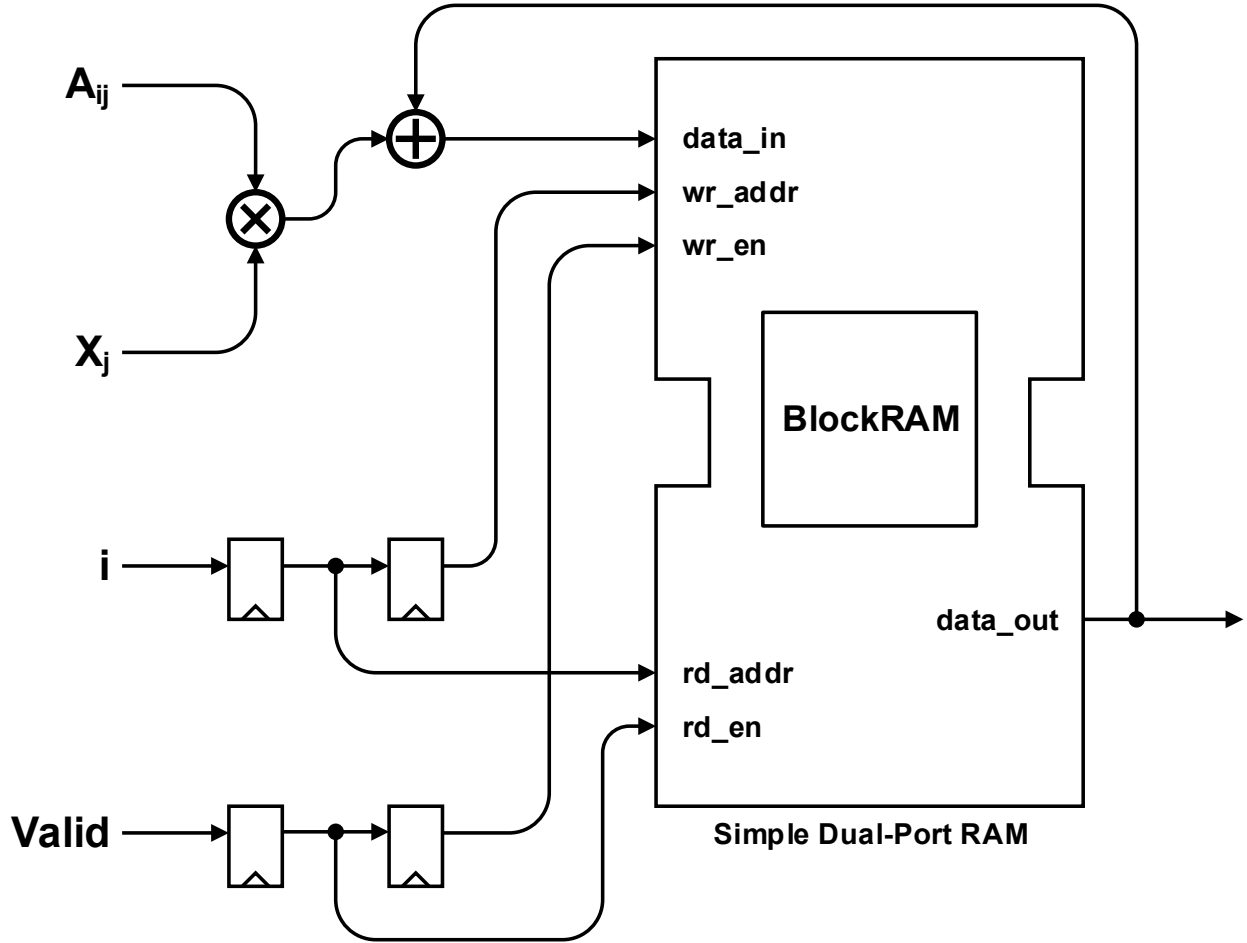 Aij
Xj
i
Valid
data_in
wr_addr
wr_en
BlockRAM
data_out
rd_addr
rd_en
Simple Dual-Port RAM